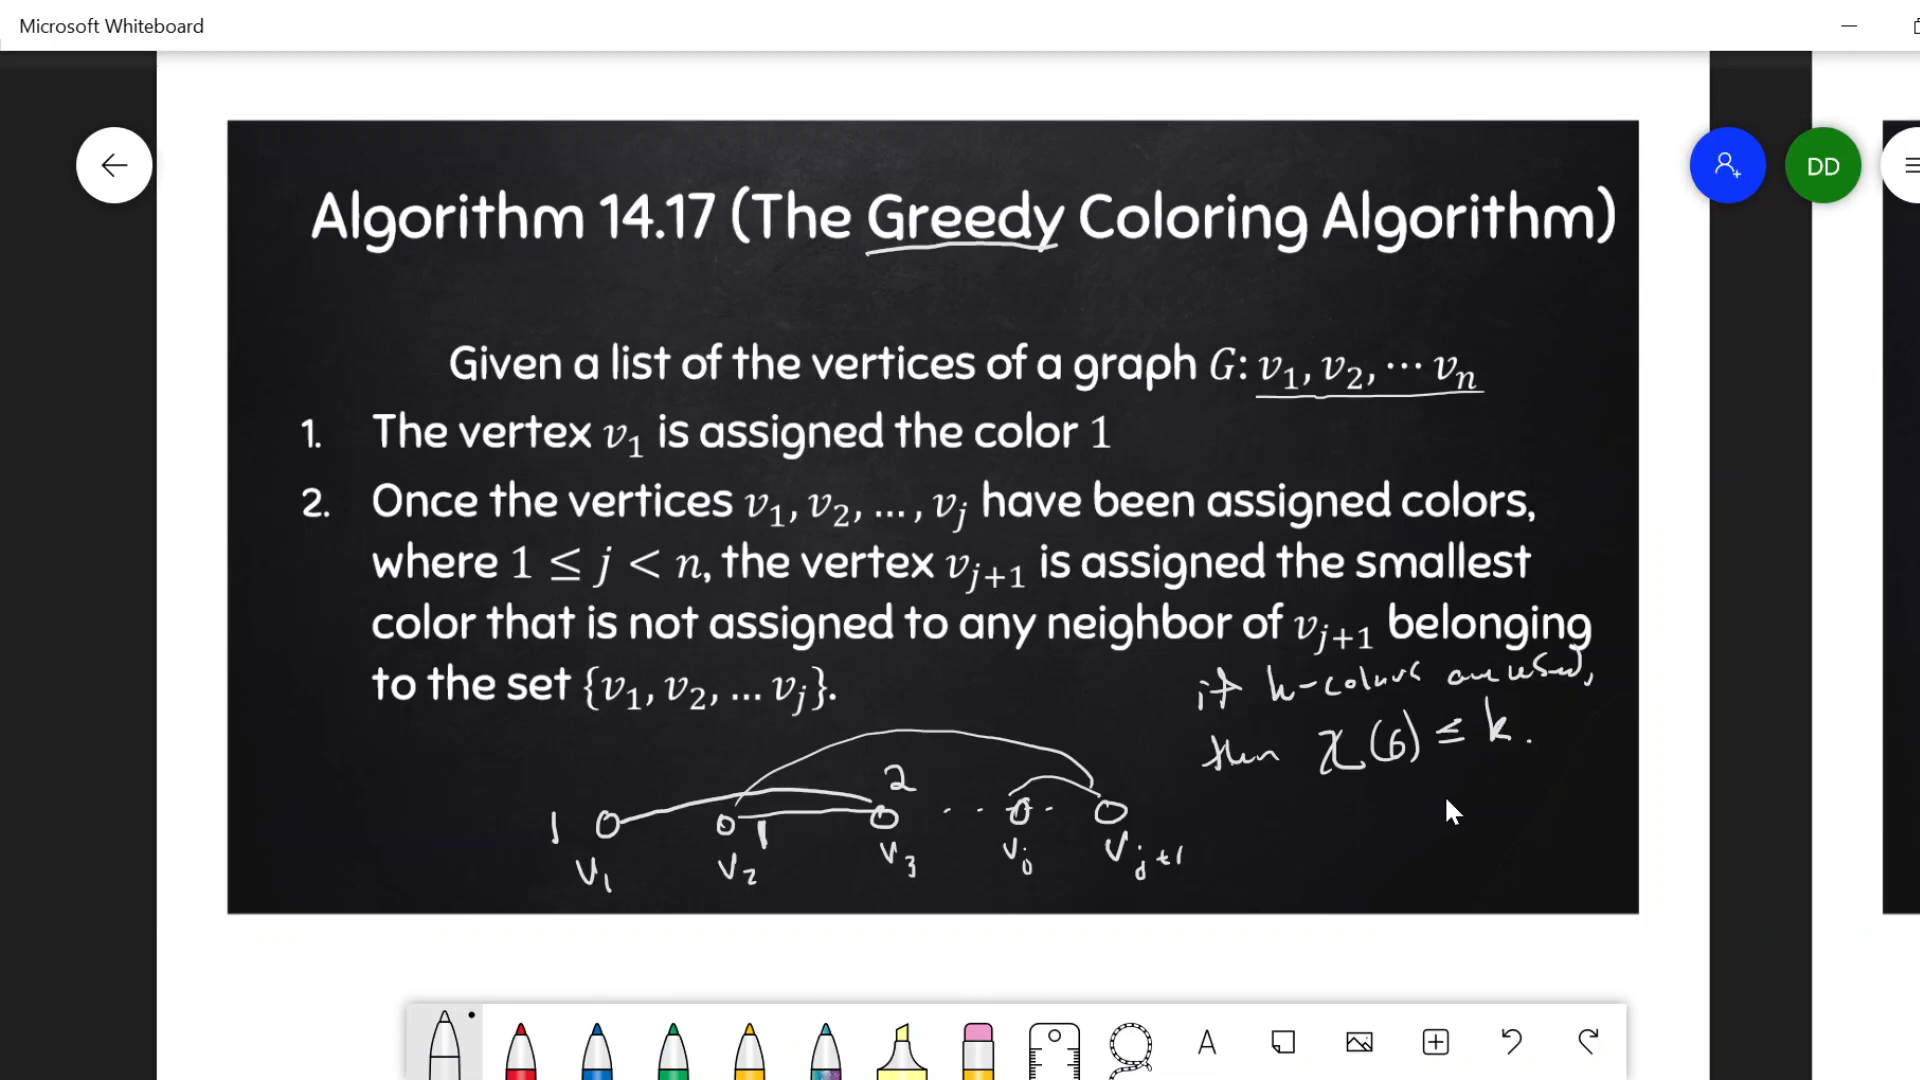 Microsoft Whiteboard
DD
Algorithm 14.17 (The Greedy Coloring Algorithm)
Given a list of the vertices of a graph G: v₁, v₂, ⋯ vₙ
1. The vertex v₁ is assigned the color 1
2. Once the vertices v₁, v₂, ... , vⱼ have been assigned colors,
where 1 ≤ j < n, the vertex vⱼ₊₁ is assigned the smallest
color that is not assigned to any neighbor of vⱼ₊₁ belonging
to the set {v₁, v₂, ... vⱼ}.
if k-colors are used,
then χ(G) ≤ k.
2
1 1
v₁ v₂ v₃ vⱼ vⱼ₊₁
A